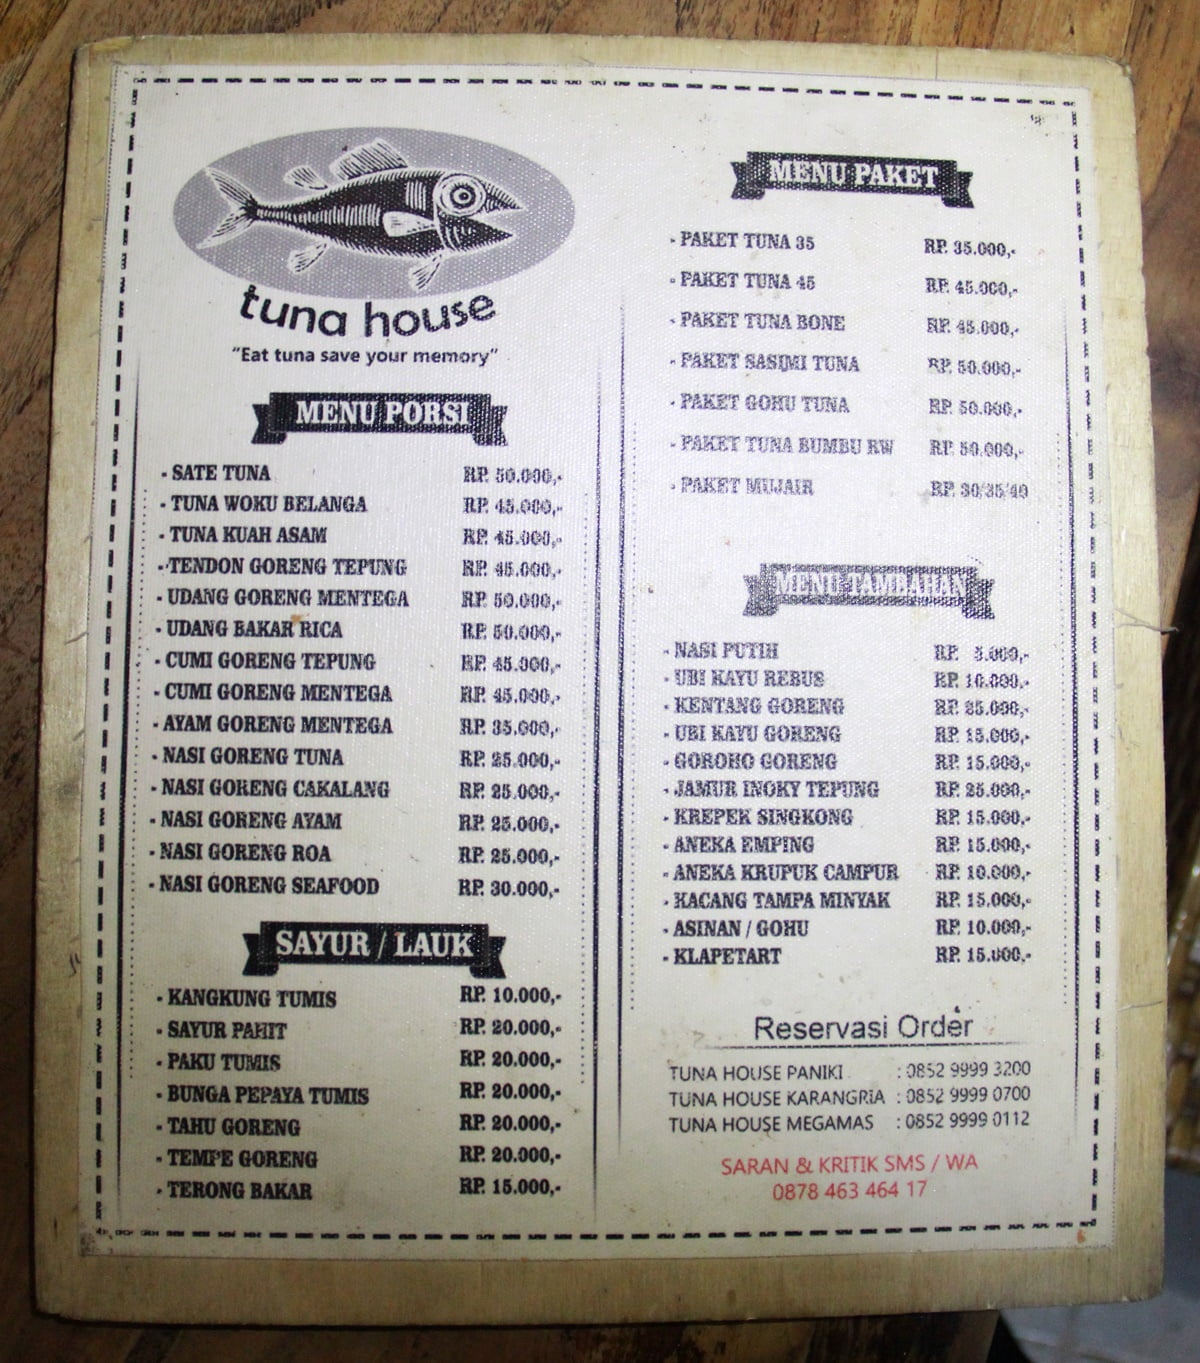 tuna house
"Eat tuna save your memory"
MENU PORSI
- SATE TUNA RP. 50.000,-
- TUNA WOKU BELANGA RP. 45.000,-
- TUNA KUAH ASAM RP. 45.000,-
- TENDON GORENG TEPUNG RP. 45.000,-
- UDANG GORENG MENTEGA RP. 50.000,-
- UDANG BAKAR RICA RP. 50.000,-
- CUMI GORENG TEPUNG RP. 45.000,-
- CUMI GORENG MENTEGA RP. 45.000,-
- AYAM GORENG MENTEGA RP. 35.000,-
- NASI GORENG TUNA RP. 25.000,-
- NASI GORENG CAKALANG RP. 25.000,-
- NASI GORENG AYAM RP. 25.000,-
- NASI GORENG ROA RP. 25.000,-
- NASI GORENG SEAFOOD RP. 30.000,-
SAYUR / LAUK
- KANGKUNG TUMIS RP. 10.000,-
- SAYUR PAHIT RP. 20.000,-
- PAKU TUMIS RP. 20.000,-
- BUNGA PEPAYA TUMIS RP. 20.000,-
- TAHU GORENG RP. 20.000,-
- TEMPE GORENG RP. 20.000,-
- TERONG BAKAR RP. 15.000,-
MENU PAKET
- PAKET TUNA 35 RP. 35.000,-
- PAKET TUNA 45 RP. 45.000,-
- PAKET TUNA BONE RP. 45.000,-
- PAKET SASIMI TUNA RP. 50.000,-
- PAKET GOHU TUNA RP. 50.000,-
- PAKET TUNA BUMBU RW RP. 50.000,-
- PAKET MUJAIR RP. 30/35/40
MENU TAMBAHAN
- NASI PUTIH RP. 5.000,-
- UBI KAYU REBUS RP. 10.000,-
- KENTANG GORENG RP. 25.000,-
- UBI KAYU GORENG RP. 15.000,-
- GOROHO GORENG RP. 15.000,-
- JAMUR INOKY TEPUNG RP. 25.000,-
- KREPEK SINGKONG RP. 15.000,-
- ANEKA EMPING RP. 15.000,-
- ANEKA KRUPUK CAMPUR RP. 10.000,-
- KACANG TAMPA MINYAK RP. 15.000,-
- ASINAN / GOHU RP. 10.000,-
- KLAPETART RP. 15.000,-
Reservasi Order
TUNA HOUSE PANIKI : 0852 9999 3200
TUNA HOUSE KARANGRIA : 0852 9999 0700
TUNA HOUSE MEGAMAS : 0852 9999 0112
SARAN & KRITIK SMS / WA
0878 463 464 17